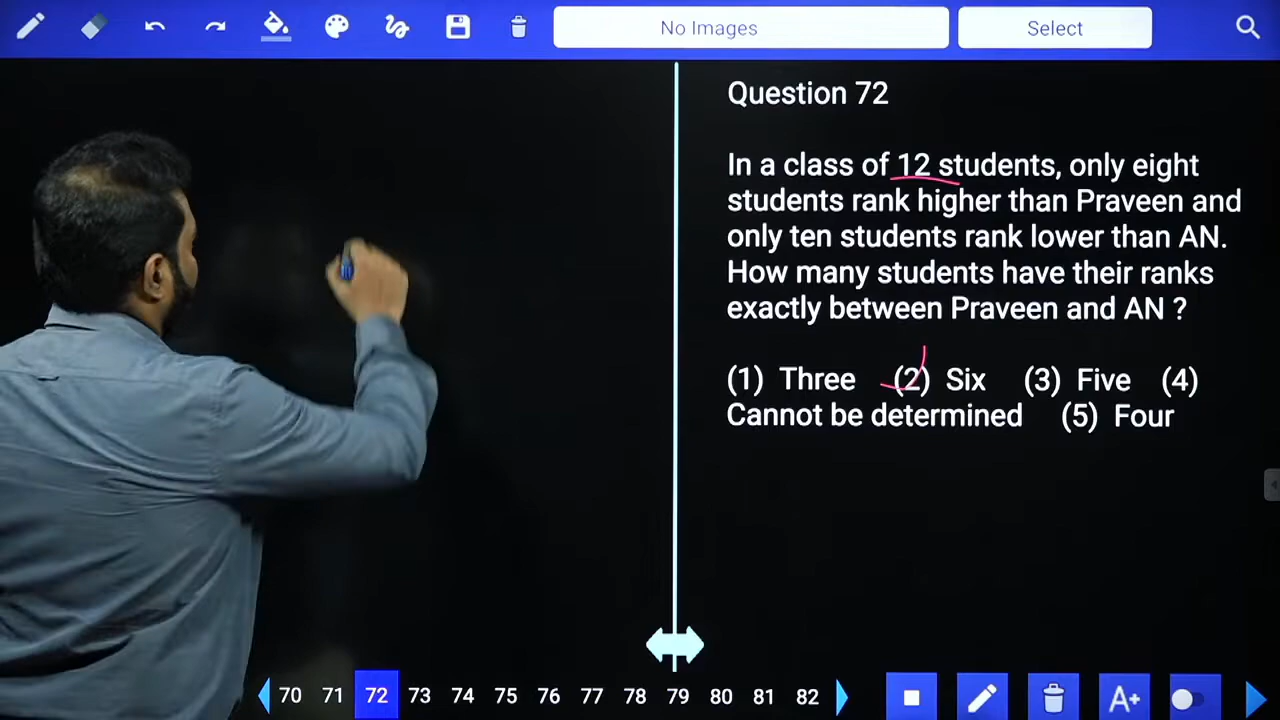 No Images
Select
Question 72
In a class of 12 students, only eight
students rank higher than Praveen and
only ten students rank lower than AN.
How many students have their ranks
exactly between Praveen and AN ?
(1) Three (2) Six (3) Five (4)
Cannot be determined (5) Four
70 71 72 73 74 75 76 77 78 79 80 81 82
A+